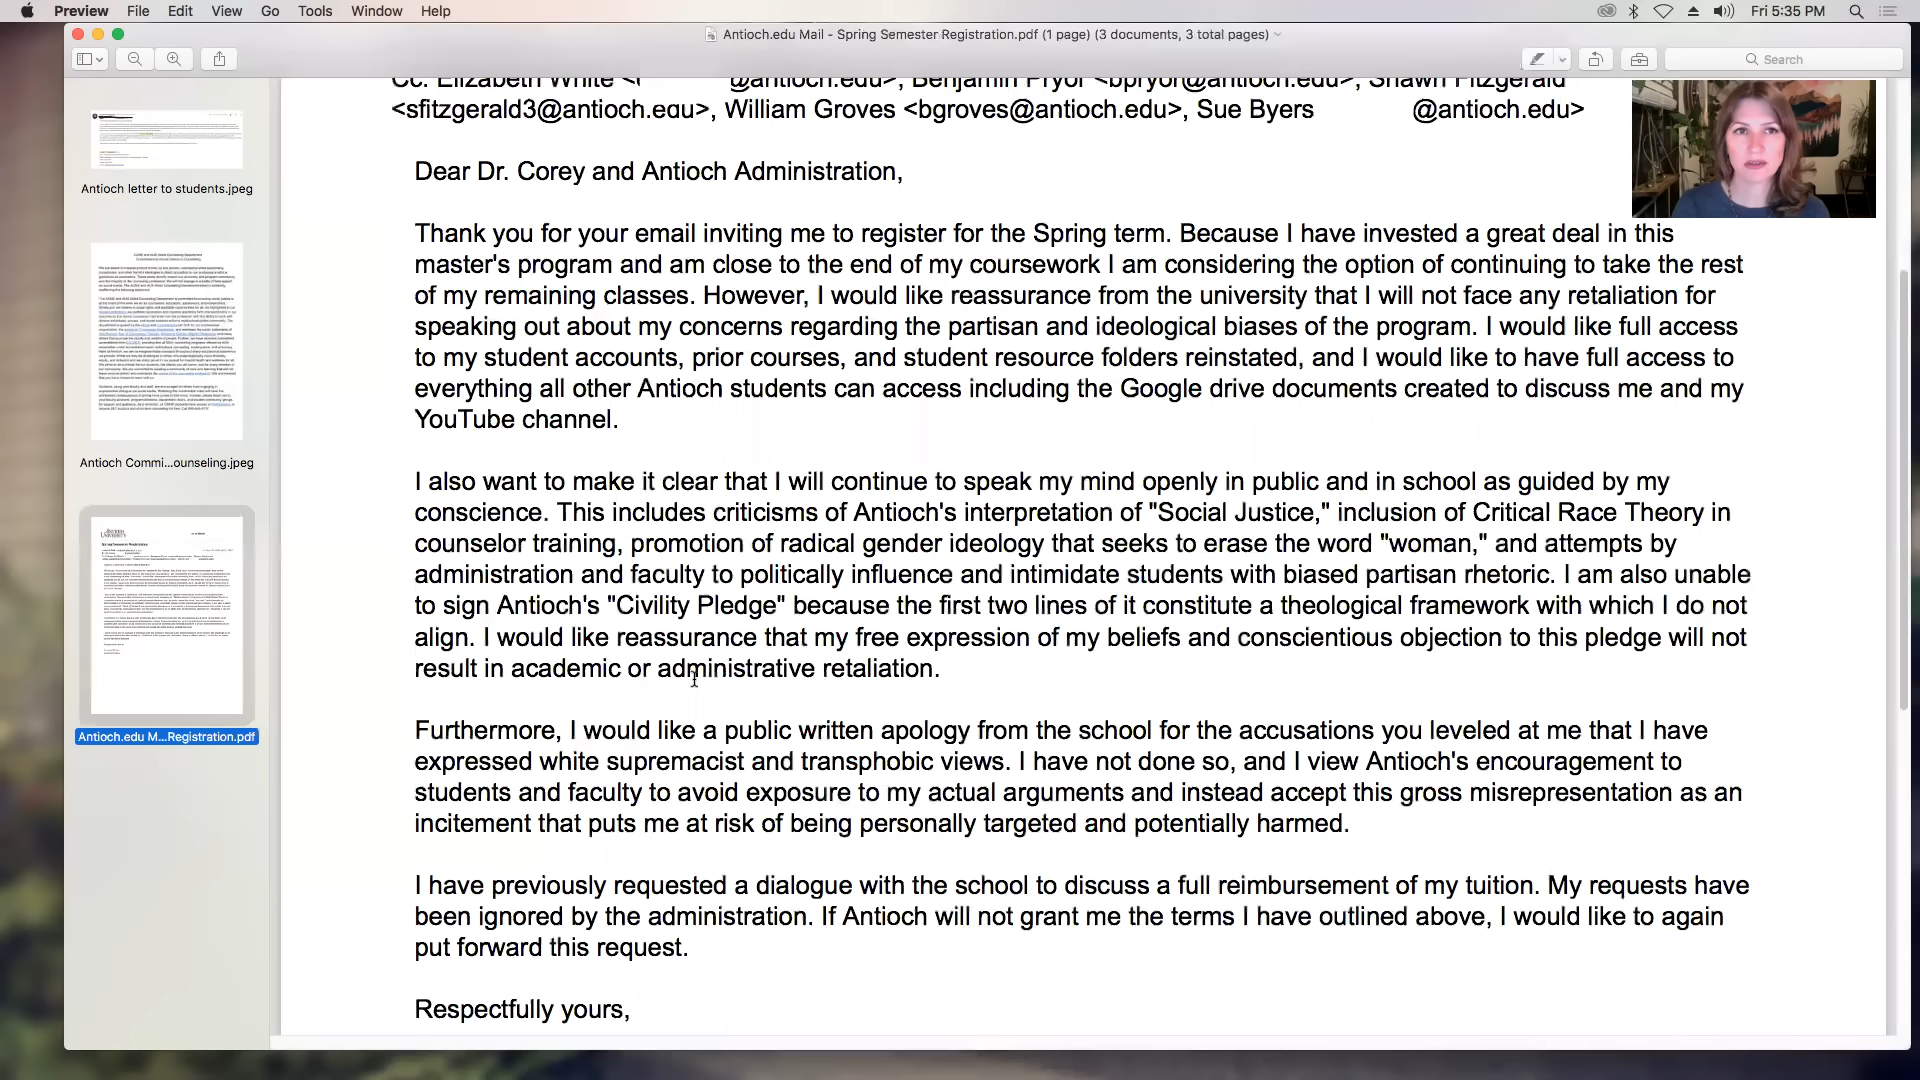 Preview File Edit View Go Tools Window Help
Fri 5:35 PM
Antioch.edu Mail - Spring Semester Registration.pdf (1 page) (3 documents, 3 total pages)
Search
Antioch letter to students.jpeg
Antioch Commi...ounseling.jpeg
Antioch.edu M...Registration.pdf
Cc: Elizabeth White < @antioch.edu>, Benjamin Pryor <bpryor@antioch.edu>, Shawn Fitzgerald
<sfitzgerald3@antioch.edu>, William Groves <bgroves@antioch.edu>, Sue Byers @antioch.edu>
Dear Dr. Corey and Antioch Administration,
Thank you for your email inviting me to register for the Spring term. Because I have invested a great deal in this
master's program and am close to the end of my coursework I am considering the option of continuing to take the rest
of my remaining classes. However, I would like reassurance from the university that I will not face any retaliation for
speaking out about my concerns regarding the partisan and ideological biases of the program. I would like full access
to my student accounts, prior courses, and student resource folders reinstated, and I would like to have full access to
everything all other Antioch students can access including the Google drive documents created to discuss me and my
YouTube channel.
I also want to make it clear that I will continue to speak my mind openly in public and in school as guided by my
conscience. This includes criticisms of Antioch's interpretation of "Social Justice," inclusion of Critical Race Theory in
counselor training, promotion of radical gender ideology that seeks to erase the word "woman," and attempts by
administration and faculty to politically influence and intimidate students with biased partisan rhetoric. I am also unable
to sign Antioch's "Civility Pledge" because the first two lines of it constitute a theological framework with which I do not
align. I would like reassurance that my free expression of my beliefs and conscientious objection to this pledge will not
result in academic or administrative retaliation.
Furthermore, I would like a public written apology from the school for the accusations you leveled at me that I have
expressed white supremacist and transphobic views. I have not done so, and I view Antioch's encouragement to
students and faculty to avoid exposure to my actual arguments and instead accept this gross misrepresentation as an
incitement that puts me at risk of being personally targeted and potentially harmed.
I have previously requested a dialogue with the school to discuss a full reimbursement of my tuition. My requests have
been ignored by the administration. If Antioch will not grant me the terms I have outlined above, I would like to again
put forward this request.
Respectfully yours,